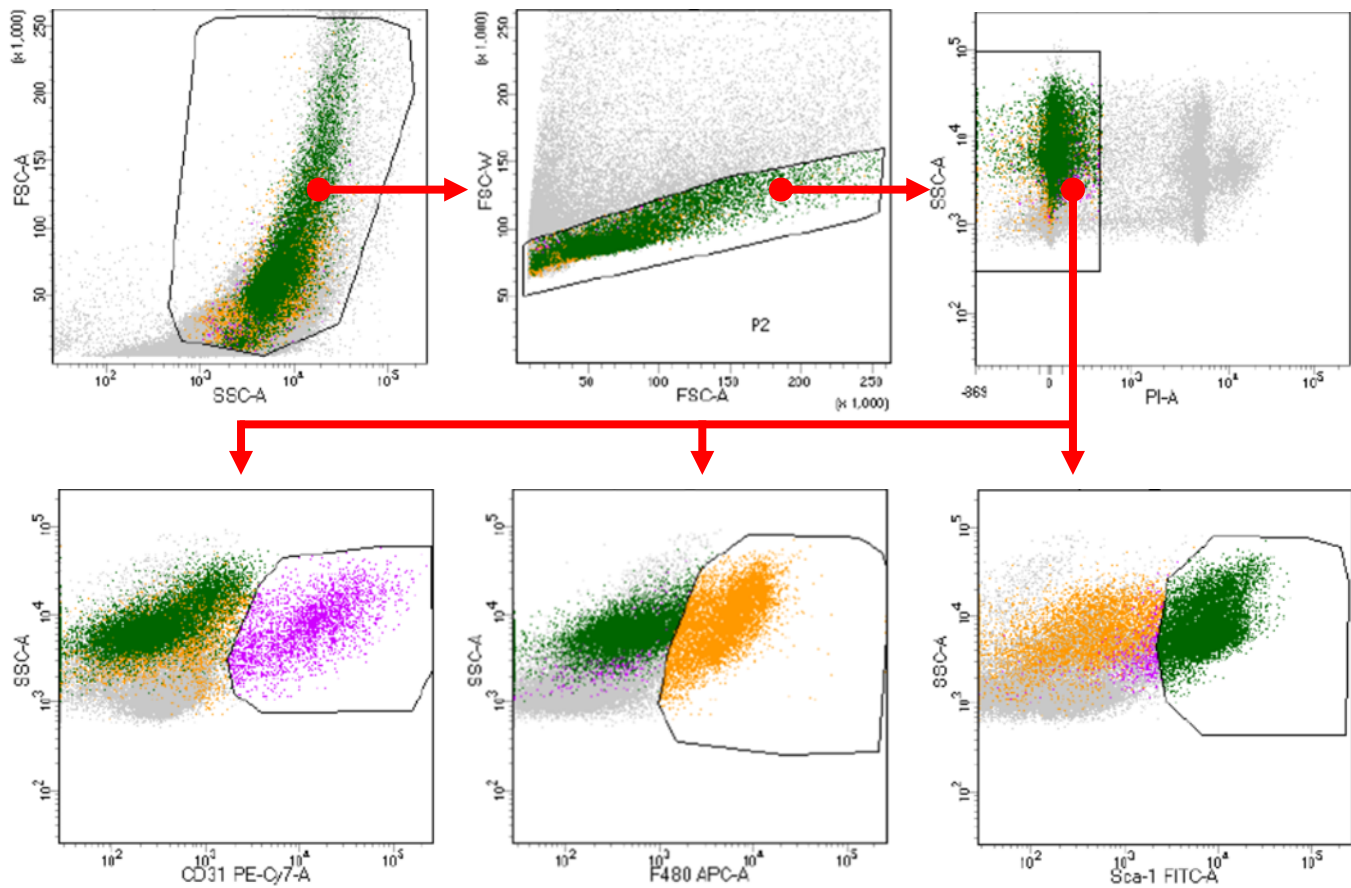 (x 1,000)
250
200
150
100
50
FSC-A
10² 10³ 10⁴ 10⁵
SSC-A
(x 1,000)
250
200
150
100
50
FSC-W
P2
50 100 150 200 250
FSC-A
(x 1,000)
10⁵
10⁴
10³
10²
SSC-A
-869 0 10³ 10⁴ 10⁵
PI-A
10⁵
10⁴
10³
10²
SSC-A
10² 10³ 10⁴ 10⁵
CD31 PE-Cy7-A
10⁵
10⁴
10³
10²
SSC-A
10² 10³ 10⁴ 10⁵
F480 APC-A
10⁵
10⁴
10³
10²
SSC-A
10² 10³ 10⁴ 10⁵
Sca-1 FITC-A